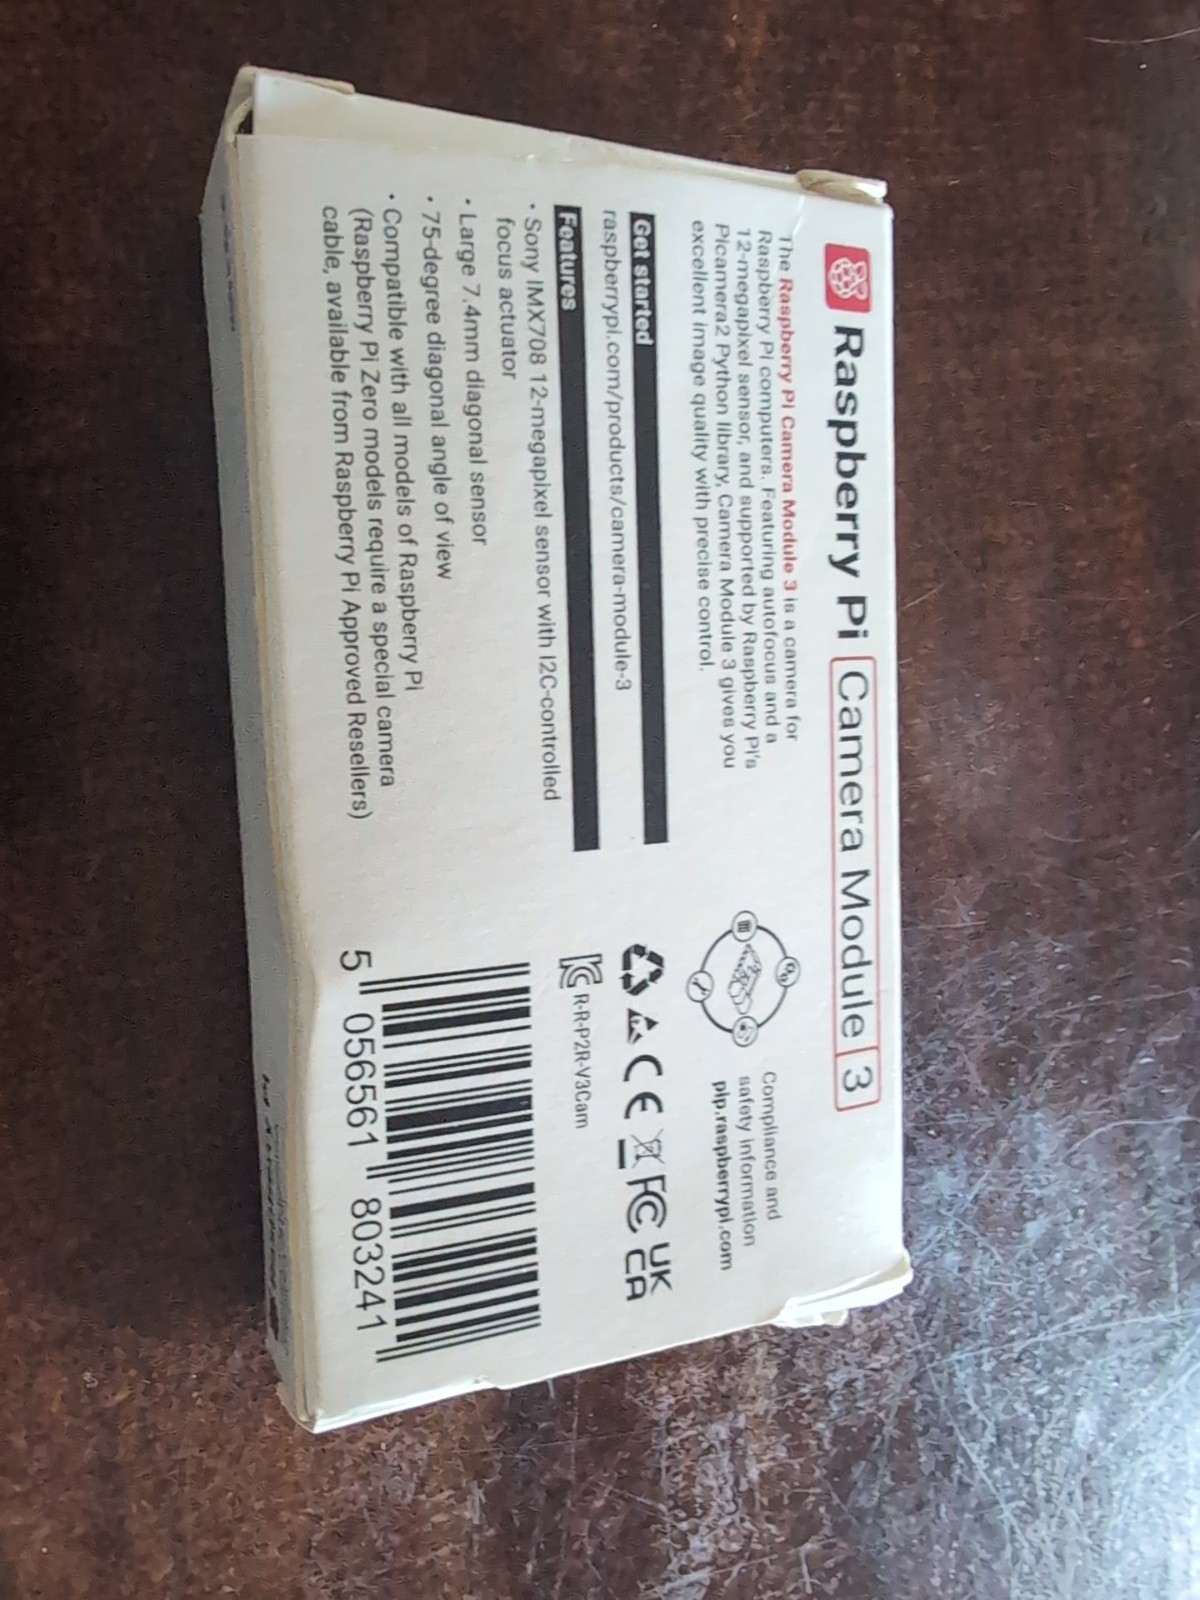 Raspberry Pi Camera Module 3
The Raspberry Pi Camera Module 3 is a camera for
Raspberry Pi computers. Featuring autofocus and a
12-megapixel sensor, and supported by Raspberry Pi's
Picamera2 Python library, Camera Module 3 gives you
excellent image quality with precise control.
Get started
raspberrypi.com/products/camera-module-3
Features
• Sony IMX708 12-megapixel sensor with I2C-controlled
focus actuator
• Large 7.4mm diagonal sensor
• 75-degree diagonal angle of view
• Compatible with all models of Raspberry Pi
(Raspberry Pi Zero models require a special camera
cable, available from Raspberry Pi Approved Resellers)
Compliance and
safety information
pip.raspberrypi.com
CE FC UK
CA
R-R-P2R-V3Cam
5 056561 803241